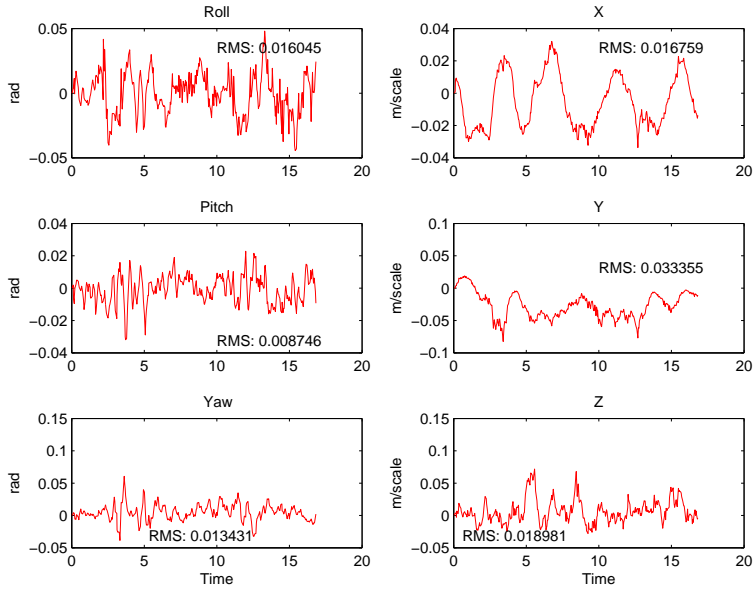 Roll
0.05
0
−0.05
rad
RMS: 0.016045
0 5 10 15 20
X
0.04
0.02
0
−0.02
−0.04
m/scale
RMS: 0.016759
0 5 10 15 20
Pitch
0.04
0.02
0
−0.02
−0.04
rad
RMS: 0.008746
0 5 10 15 20
Y
0.1
0.05
0
−0.05
−0.1
m/scale
RMS: 0.033355
0 5 10 15 20
Yaw
0.15
0.1
0.05
0
−0.05
rad
RMS: 0.013431
0 5 10 15 20
Time
Z
0.15
0.1
0.05
0
−0.05
m/scale
RMS: 0.018981
0 5 10 15 20
Time